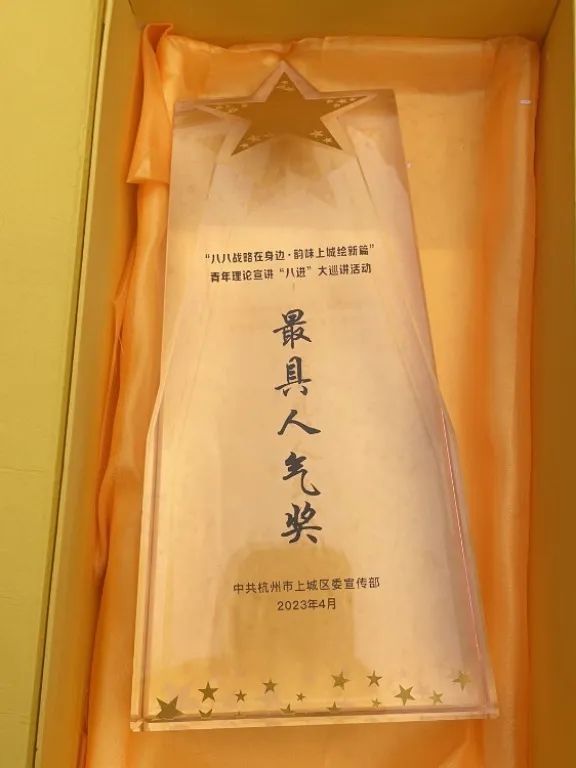 “八八战略在身边·韵味上城绘新篇”
青年理论宣讲“八进”大巡讲活动
最具人气奖
中共杭州市上城区委宣传部
2023年4月